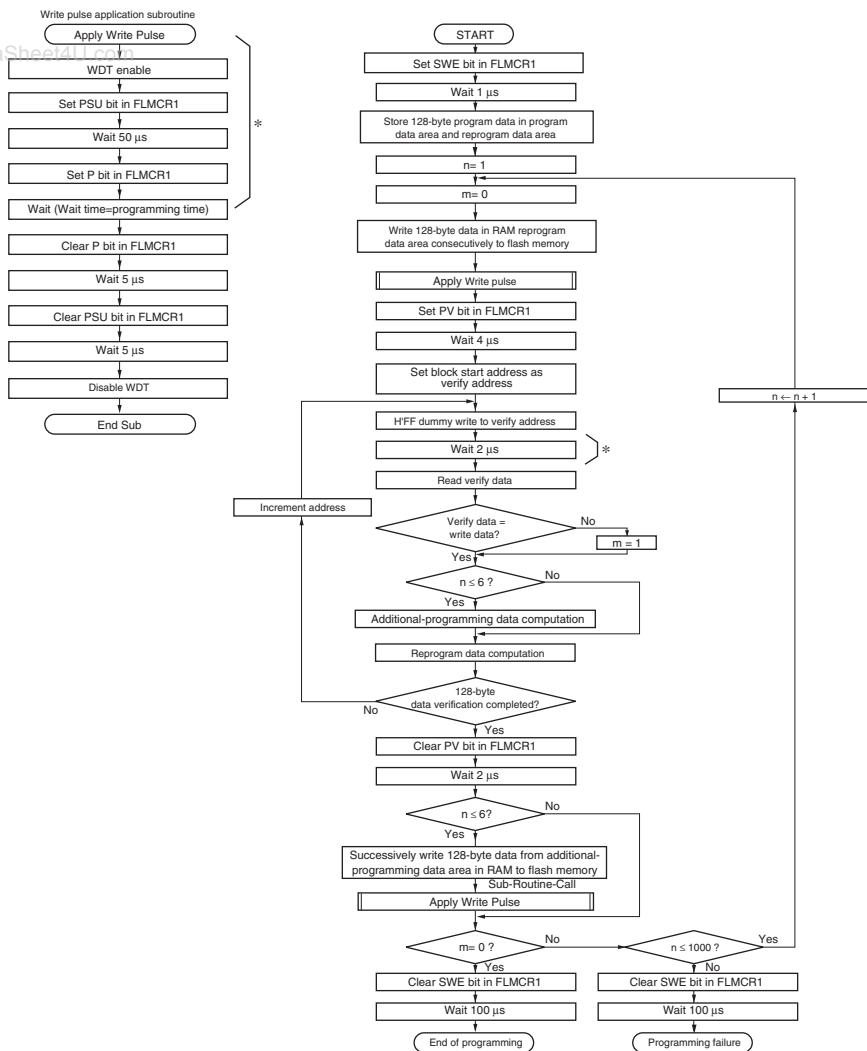 Write pulse application subroutine
Apply Write Pulse
aSheet4U.com
WDT enable
Set PSU bit in FLMCR1
Wait 50 μs
*
Set P bit in FLMCR1
Wait (Wait time=programming time)
Clear P bit in FLMCR1
Wait 5 μs
Clear PSU bit in FLMCR1
Wait 5 μs
Disable WDT
End Sub
START
Set SWE bit in FLMCR1
Wait 1 μs
Store 128-byte program data in program
data area and reprogram data area
n= 1
m= 0
Write 128-byte data in RAM reprogram
data area consecutively to flash memory
Apply Write pulse
Set PV bit in FLMCR1
Wait 4 μs
Set block start address as
verify address
n ← n + 1
H'FF dummy write to verify address
Wait 2 μs
*
Read verify data
Increment address
Verify data =
write data?
No
m = 1
Yes
n ≤ 6 ?
No
Yes
Additional-programming data computation
Reprogram data computation
128-byte
data verification completed?
No
Yes
Clear PV bit in FLMCR1
Wait 2 μs
n ≤ 6?
No
Yes
Successively write 128-byte data from additional-
programming data area in RAM to flash memory
Sub-Routine-Call
Apply Write Pulse
m= 0 ?
No
n ≤ 1000 ?
Yes
Yes
No
Clear SWE bit in FLMCR1
Clear SWE bit in FLMCR1
Wait 100 μs
Wait 100 μs
End of programming
Programming failure